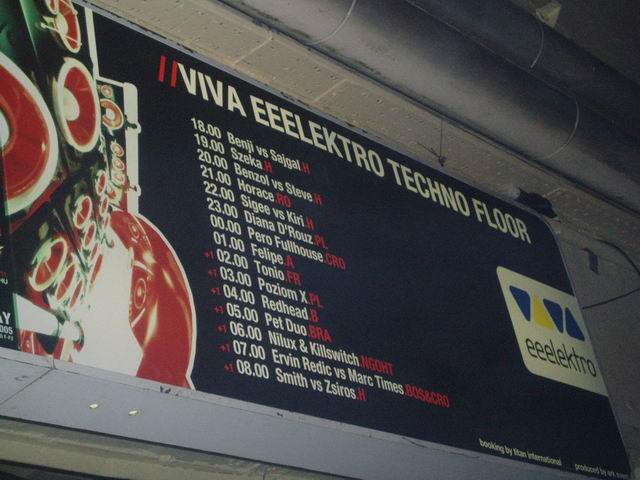 //VIVA EEELEKTRO TECHNO FLOOR
18.00 Benji vs Sajgal.H
19.00 Szeka.H
20.00 Benzol vs Steve.H
21.00 Horace.RO
22.00 Sigee vs Kiri.H
23.00 Diana D'Rouz.PL
00.00 Pero Fullhouse.CRO
01.00 Felipe.A
+1 02.00 Tonio.FR
+1 03.00 Poziom X.PL
+1 04.00 Redhead.B
+1 05.00 Pet Duo.BRA
+1 06.00 Nilux & Killswitch.NGOHT
+1 07.00 Ervin Redic vs Marc Times.BOS&CRO
+1 08.00 Smith vs Zsiros.H
eeelektro
booking by titan international
produced by ark